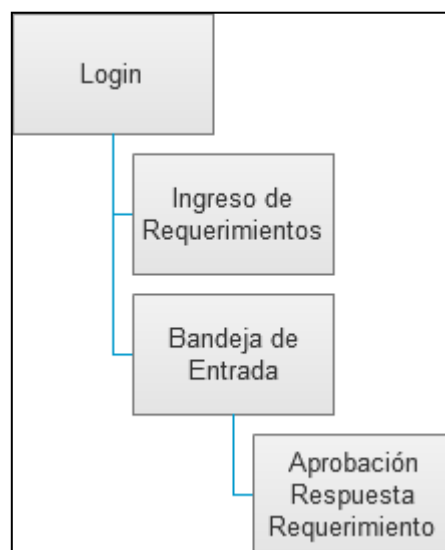 Login
Ingreso de
Requerimientos
Bandeja de
Entrada
Aprobación
Respuesta
Requerimiento